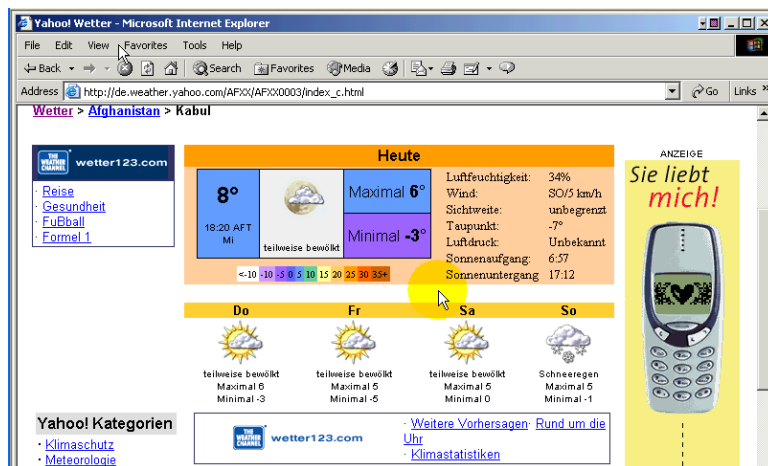 Yahoo! Wetter - Microsoft Internet Explorer
File Edit View Favorites Tools Help
Back Search Favorites Media
Address http://de.weather.yahoo.com/AFXX/AFXX0003/index_c.html Go Links »
Wetter > Afghanistan > Kabul
THE WEATHER CHANNEL wetter123.com
· Reise
· Gesundheit
· Fußball
· Formel 1
Heute
8°
18:20 AFT
Mi
teilweise bewölkt
Maximal 6°
Minimal -3°
Luftfeuchtigkeit: 34%
Wind: SO/5 km/h
Sichtweite: unbegrenzt
Taupunkt: -7°
Luftdruck: Unbekannt
Sonnenaufgang: 6:57
Sonnenuntergang 17:12
<-10 -10 -5 0 5 10 15 20 25 30 35+
Do Fr Sa So
teilweise bewölkt teilweise bewölkt teilweise bewölkt Schneeregen
Maximal 6 Maximal 5 Maximal 5 Maximal 5
Minimal -3 Minimal -5 Minimal 0 Minimal -1
ANZEIGE
Sie liebt
mich!
Yahoo! Kategorien
· Klimaschutz
· Meteorologie
THE WEATHER CHANNEL wetter123.com
· Weitere Vorhersagen· Rund um die
Uhr
· Klimastatistiken